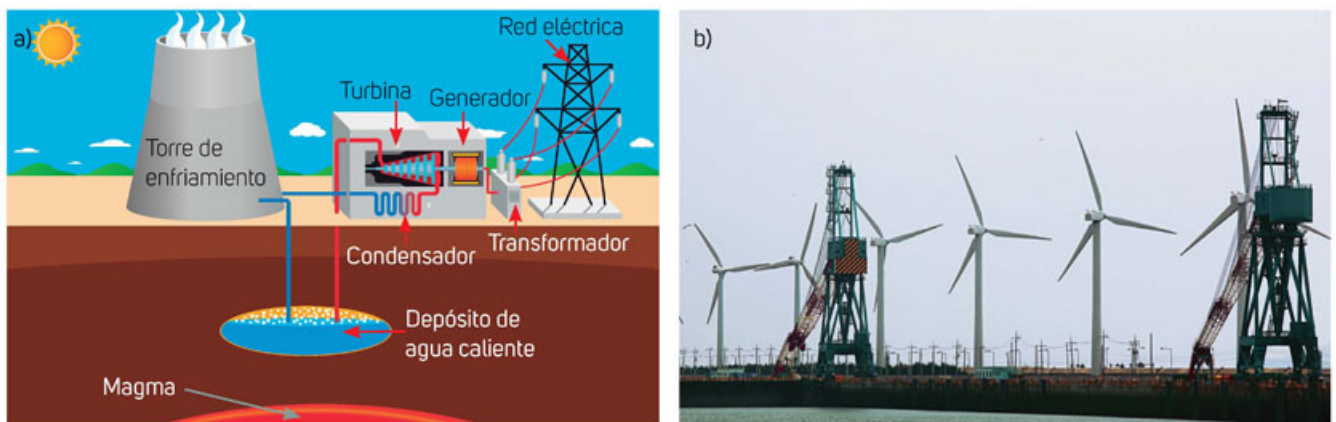 a)
Red eléctrica
Turbina
Generador
Torre de
enfriamiento
Transformador
Condensador
Depósito de
agua caliente
Magma
b)